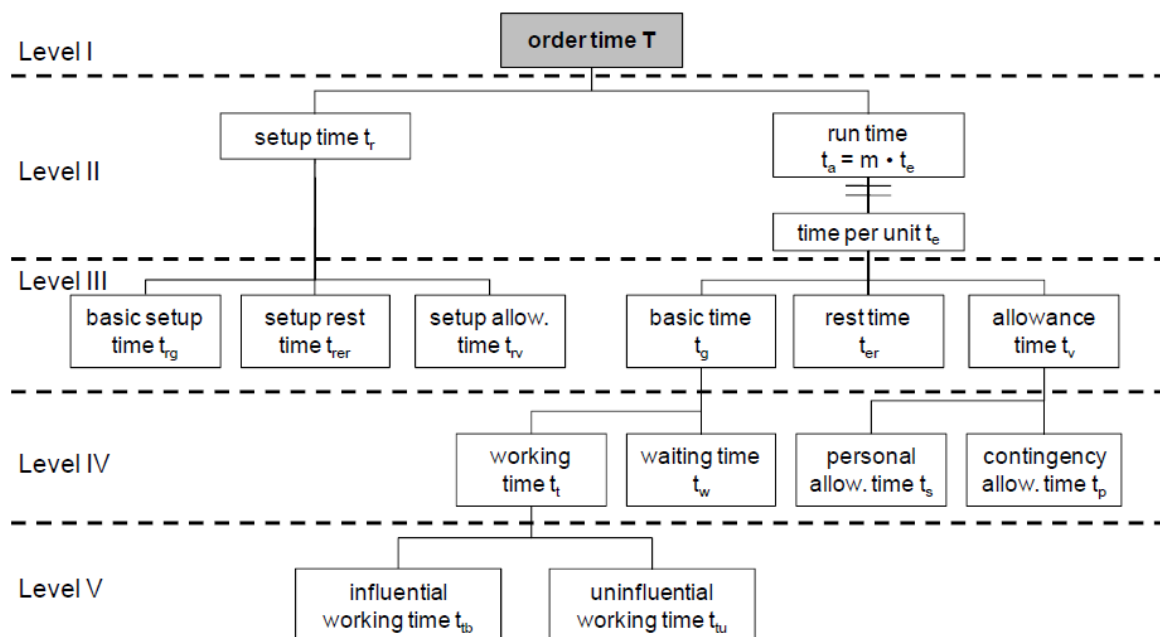 Level I
order time T
Level II
setup time tr
run time
ta = m • te
time per unit te
Level III
basic setup
time trg
setup rest
time trer
setup allow.
time trv
basic time
tg
rest time
ter
allowance
time tv
Level IV
working
time tt
waiting time
tw
personal
allow. time ts
contingency
allow. time tp
Level V
influential
working time ttb
uninfluential
working time ttu